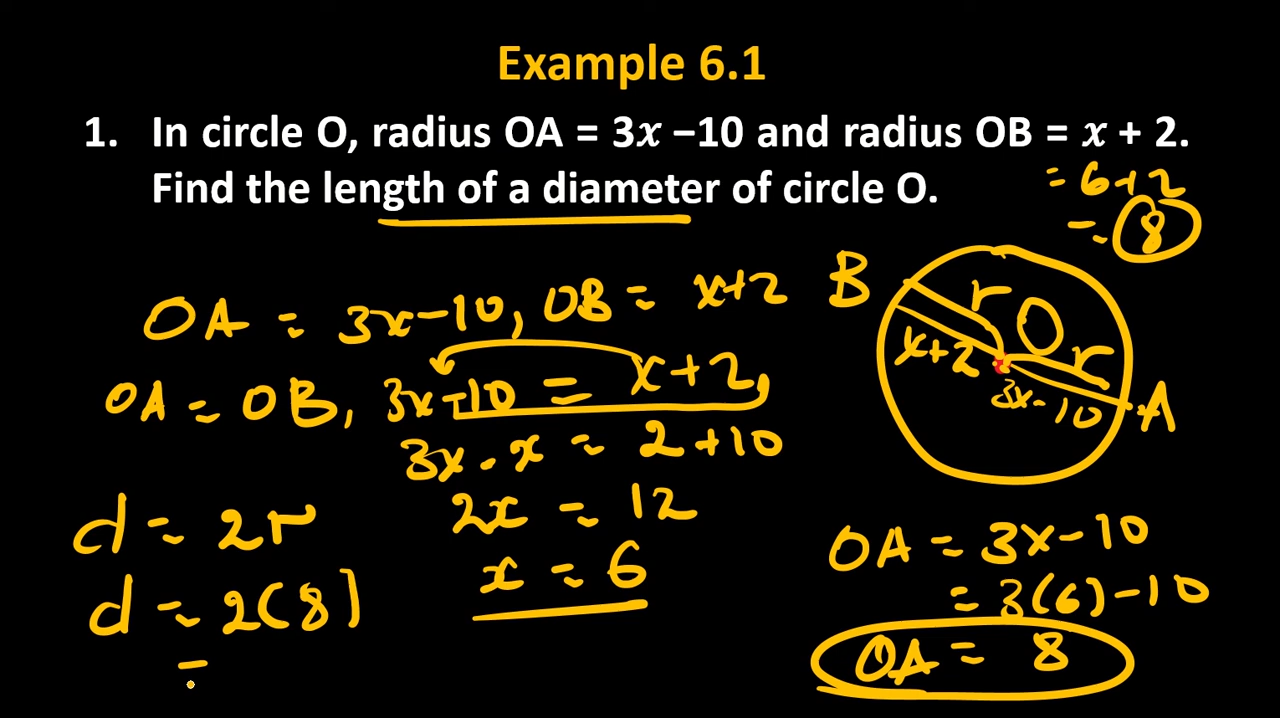 Example 6.1
1. In circle O, radius OA = 3x −10 and radius OB = x + 2.
Find the length of a diameter of circle O.
= 6+2
= 8
OA = 3x-10, OB = x+2
OA = OB, 3x-10 = x+2,
3x - x = 2+10
2x = 12
x = 6
d = 2r
d = 2(8)
=
B
r
O
r
x+2
3x-10
A
OA = 3x-10
= 3(6)-10
OA = 8